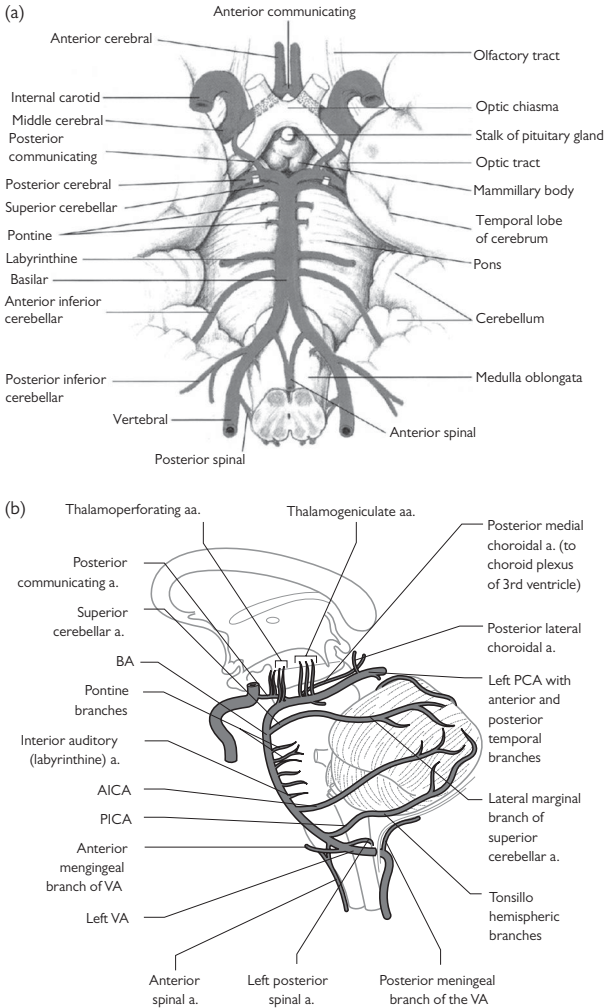 (a)
Anterior communicating
Anterior cerebral
Internal carotid
Middle cerebral
Posterior
communicating
Posterior cerebral
Superior cerebellar
Pontine
Labyrinthine
Basilar
Anterior inferior
cerebellar
Posterior inferior
cerebellar
Vertebral
Posterior spinal
Olfactory tract
Optic chiasma
Stalk of pituitary gland
Optic tract
Mammillary body
Temporal lobe
of cerebrum
Pons
Cerebellum
Medulla oblongata
Anterior spinal
(b)
Thalamoperforating aa.
Thalamogeniculate aa.
Posterior
communicating a.
Superior
cerebellar a.
BA
Pontine
branches
Interior auditory
(labyrinthine) a.
AICA
PICA
Anterior
mengingeal
branch of VA
Left VA
Anterior
spinal a.
Left posterior
spinal a.
Posterior meningeal
branch of the VA
Posterior medial
choroidal a. (to
choroid plexus
of 3rd ventricle)
Posterior lateral
choroidal a.
Left PCA with
anterior and
posterior
temporal
branches
Lateral marginal
branch of
superior
cerebellar a.
Tonsillo
hemispheric
branches